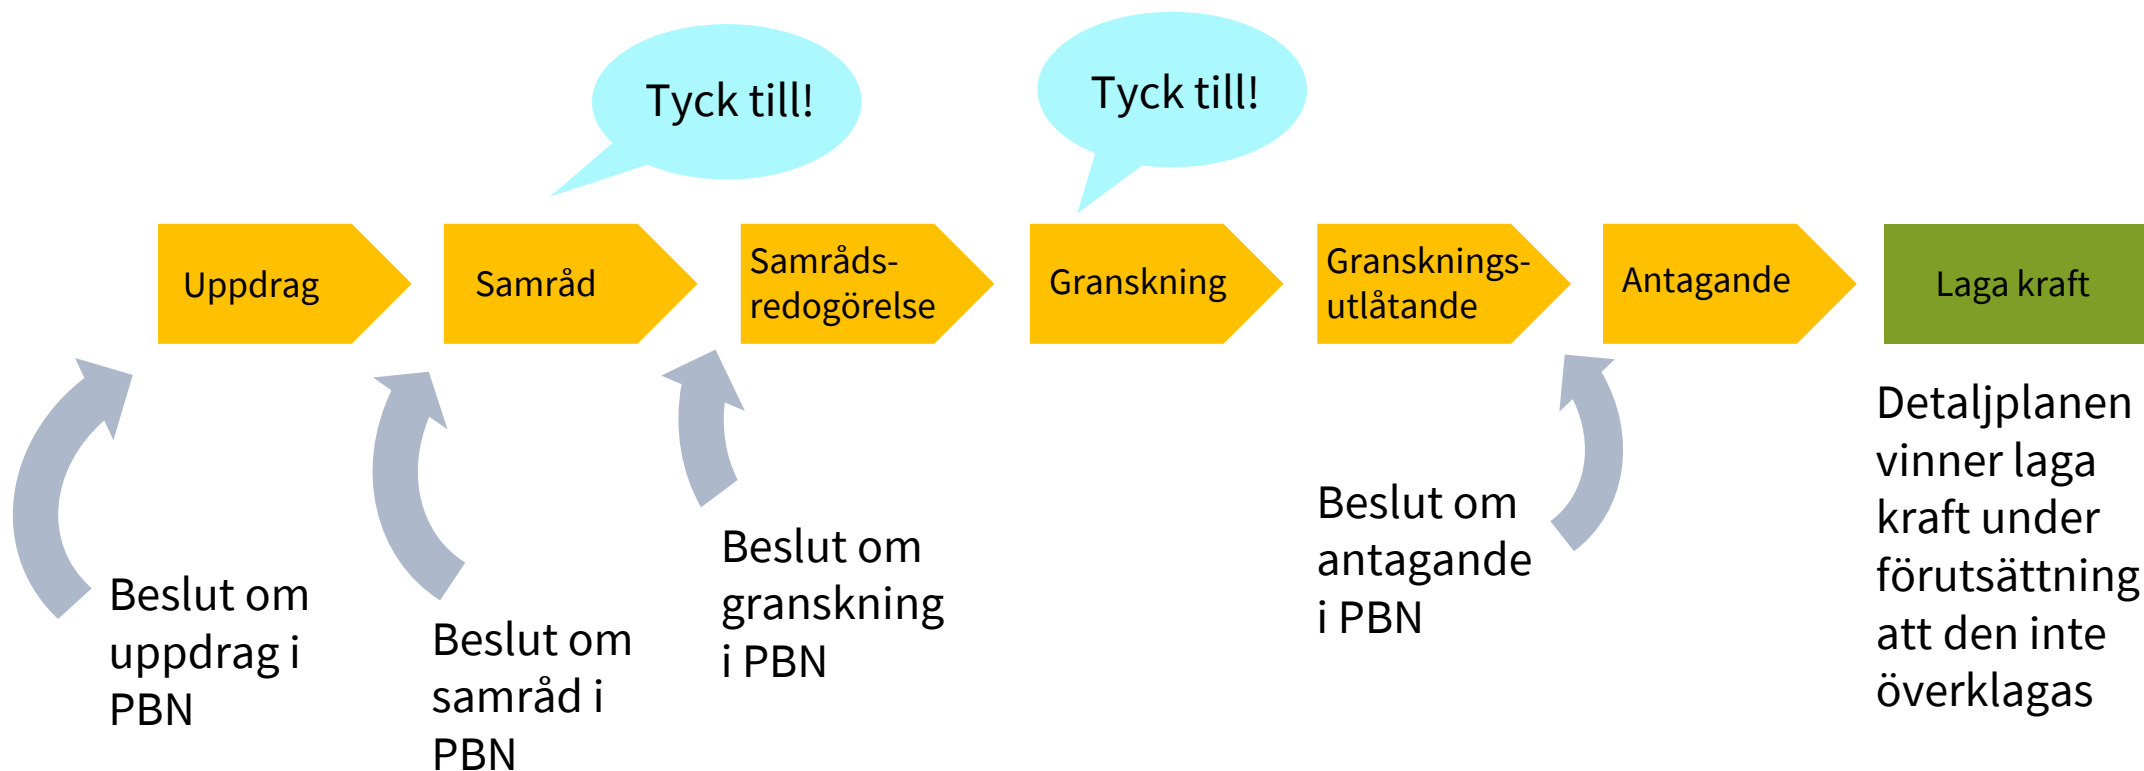 Tyck till!
Tyck till!
Uppdrag
Samråd
Samråds-
redogörelse
Granskning
Gransknings-
utlåtande
Antagande
Laga kraft
Beslut om
uppdrag i
PBN
Beslut om
samråd i
PBN
Beslut om
granskning
i PBN
Beslut om
antagande
i PBN
Detaljplanen
vinner laga
kraft under
förutsättning
att den inte
överklagas